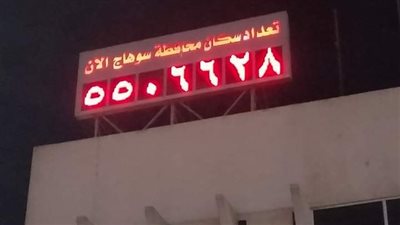 تعداد سكان محافظة سوهاج الان
٥٥٠٦٦٢٨